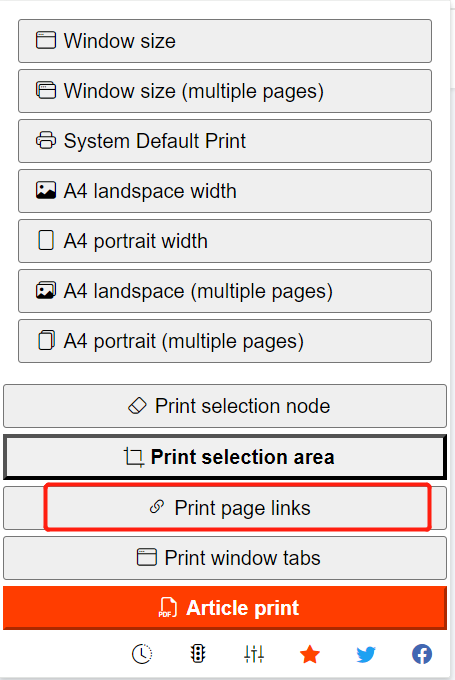 Window size
Window size (multiple pages)
System Default Print
A4 landspace width
A4 portrait width
A4 landspace (multiple pages)
A4 portrait (multiple pages)
Print selection node
Print selection area
Print page links
Print window tabs
PDF Article print